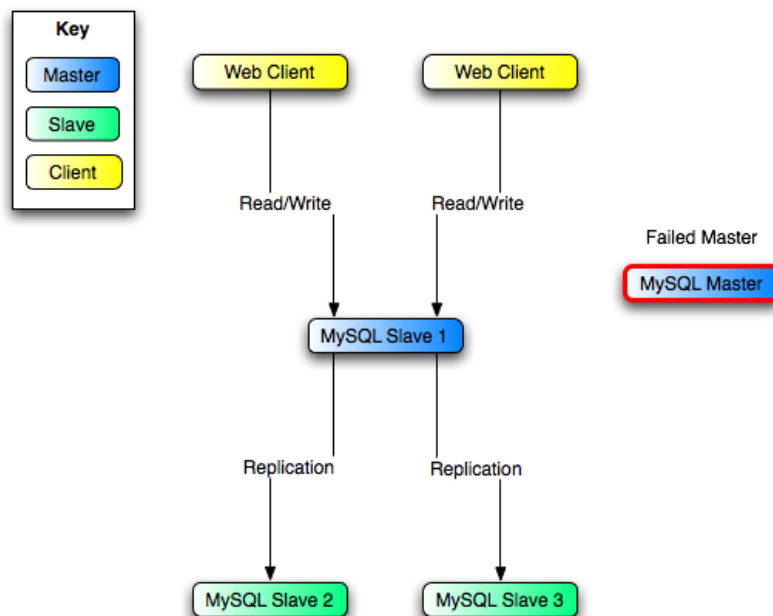 Key
Master
Slave
Client
Web Client
Web Client
Read/Write
Read/Write
Failed Master
MySQL Master
MySQL Slave 1
Replication
Replication
MySQL Slave 2
MySQL Slave 3